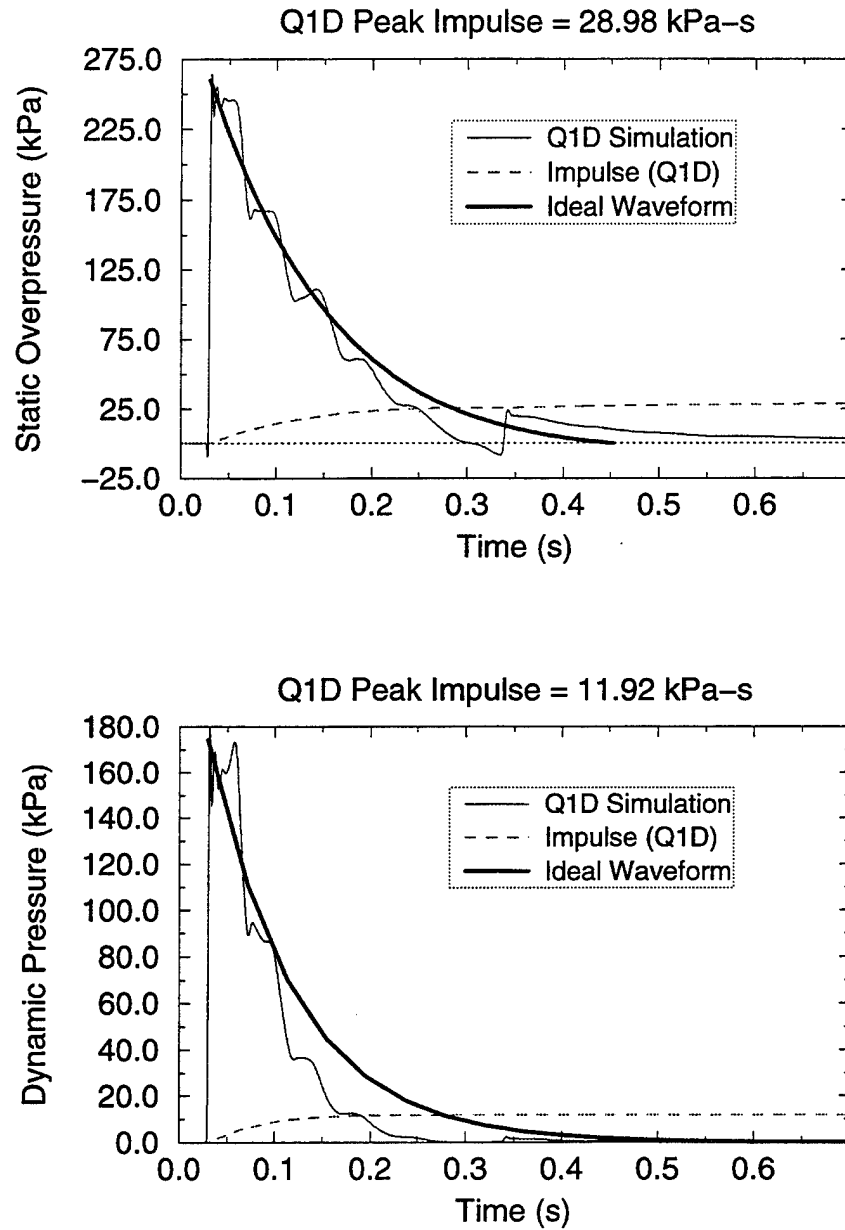 Q1D Peak Impulse = 28.98 kPa-s
275.0
225.0
175.0
125.0
75.0
25.0
-25.0
Static Overpressure (kPa)
Q1D Simulation
Impulse (Q1D)
Ideal Waveform
0.0 0.1 0.2 0.3 0.4 0.5 0.6
Time (s)
Q1D Peak Impulse = 11.92 kPa-s
180.0
160.0
140.0
120.0
100.0
80.0
60.0
40.0
20.0
0.0
Dynamic Pressure (kPa)
Q1D Simulation
Impulse (Q1D)
Ideal Waveform
0.0 0.1 0.2 0.3 0.4 0.5 0.6
Time (s)